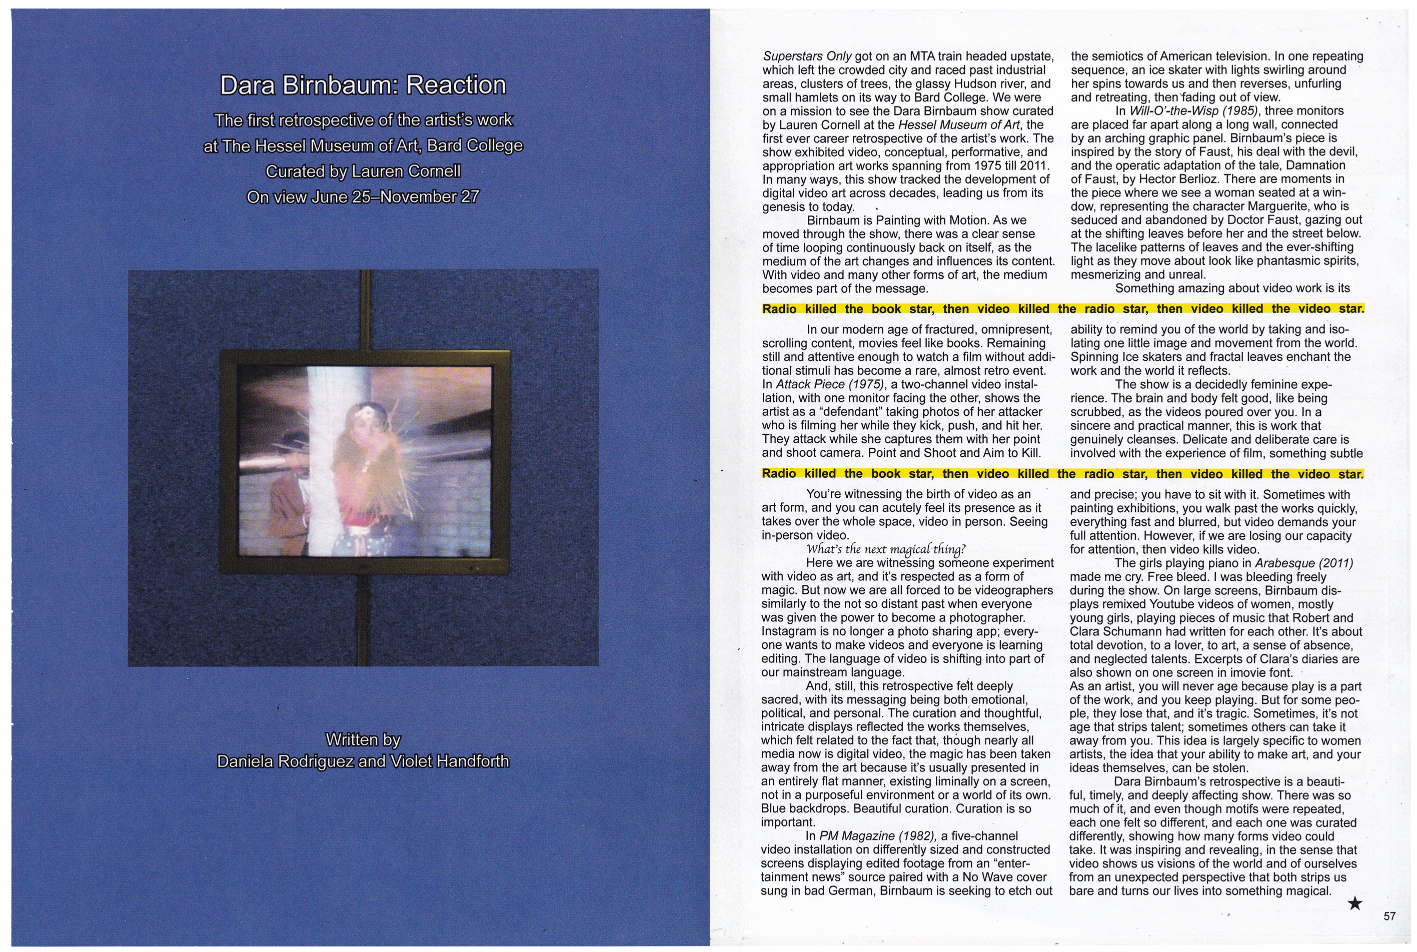 Dara Birnbaum: Reaction
The first retrospective of the artist's work
at The Hessel Museum of Art, Bard College
Curated by Lauren Cornell
On view June 25–November 27
Written by
Daniela Rodriguez and Violet Handforth
Superstars Only got on an MTA train headed upstate,
which left the crowded city and raced past industrial
areas, clusters of trees, the glassy Hudson river, and
small hamlets on its way to Bard College. We were
on a mission to see the Dara Birnbaum show curated
by Lauren Cornell at the Hessel Museum of Art, the
first ever career retrospective of the artist's work. The
show exhibited video, conceptual, performative, and
appropriation art works spanning from 1975 till 2011.
In many ways, this show tracked the development of
digital video art across decades, leading us from its
genesis to today.
Birnbaum is Painting with Motion. As we
moved through the show, there was a clear sense
of time looping continuously back on itself, as the
medium of the art changes and influences its content.
With video and many other forms of art, the medium
becomes part of the message.
Radio killed the book star, then video killed the radio star, then video killed the video star.
In our modern age of fractured, omnipresent,
scrolling content, movies feel like books. Remaining
still and attentive enough to watch a film without addi-
tional stimuli has become a rare, almost retro event.
In Attack Piece (1975), a two-channel video instal-
lation, with one monitor facing the other, shows the
artist as a “defendant” taking photos of her attacker
who is filming her while they kick, push, and hit her.
They attack while she captures them with her point
and shoot camera. Point and Shoot and Aim to Kill.
Radio killed the book star, then video killed the radio star, then video killed the video star.
You're witnessing the birth of video as an
art form, and you can acutely feel its presence as it
takes over the whole space, video in person. Seeing
in-person video.
What's the next magical thing?
Here we are witnessing someone experiment
with video as art, and it's respected as a form of
magic. But now we are all forced to be videographers
similarly to the not so distant past when everyone
was given the power to become a photographer.
Instagram is no longer a photo sharing app; every-
one wants to make videos and everyone is learning
editing. The language of video is shifting into part of
our mainstream language.
And, still, this retrospective felt deeply
sacred, with its messaging being both emotional,
political, and personal. The curation and thoughtful,
intricate displays reflected the works themselves,
which felt related to the fact that, though nearly all
media now is digital video, the magic has been taken
away from the art because it's usually presented in
an entirely flat manner, existing liminally on a screen,
not in a purposeful environment or a world of its own.
Blue backdrops. Beautiful curation. Curation is so
important.
In PM Magazine (1982), a five-channel
video installation on differently sized and constructed
screens displaying edited footage from an “enter-
tainment news” source paired with a No Wave cover
sung in bad German, Birnbaum is seeking to etch out
the semiotics of American television. In one repeating
sequence, an ice skater with lights swirling around
her spins towards us and then reverses, unfurling
and retreating, then fading out of view.
In Will-O'-the-Wisp (1985), three monitors
are placed far apart along a long wall, connected
by an arching graphic panel. Birnbaum's piece is
inspired by the story of Faust, his deal with the devil,
and the operatic adaptation of the tale, Damnation
of Faust, by Hector Berlioz. There are moments in
the piece where we see a woman seated at a win-
dow, representing the character Marguerite, who is
seduced and abandoned by Doctor Faust, gazing out
at the shifting leaves before her and the street below.
The lacelike patterns of leaves and the ever-shifting
light as they move about look like phantasmic spirits,
mesmerizing and unreal.
Something amazing about video work is its
ability to remind you of the world by taking and iso-
lating one little image and movement from the world.
Spinning Ice skaters and fractal leaves enchant the
work and the world it reflects.
The show is a decidedly feminine expe-
rience. The brain and body felt good, like being
scrubbed, as the videos poured over you. In a
sincere and practical manner, this is work that
genuinely cleanses. Delicate and deliberate care is
involved with the experience of film, something subtle
and precise; you have to sit with it. Sometimes with
painting exhibitions, you walk past the works quickly,
everything fast and blurred, but video demands your
full attention. However, if we are losing our capacity
for attention, then video kills video.
The girls playing piano in Arabesque (2011)
made me cry. Free bleed. I was bleeding freely
during the show. On large screens, Birnbaum dis-
plays remixed Youtube videos of women, mostly
young girls, playing pieces of music that Robert and
Clara Schumann had written for each other. It's about
total devotion, to a lover, to art, a sense of absence,
and neglected talents. Excerpts of Clara's diaries are
also shown on one screen in imovie font.
As an artist, you will never age because play is a part
of the work, and you keep playing. But for some peo-
ple, they lose that, and it's tragic. Sometimes, it's not
age that strips talent; sometimes others can take it
away from you. This idea is largely specific to women
artists, the idea that your ability to make art, and your
ideas themselves, can be stolen.
Dara Birnbaum's retrospective is a beauti-
ful, timely, and deeply affecting show. There was so
much of it, and even though motifs were repeated,
each one felt so different, and each one was curated
differently, showing how many forms video could
take. It was inspiring and revealing, in the sense that
video shows us visions of the world and of ourselves
from an unexpected perspective that both strips us
bare and turns our lives into something magical.
57